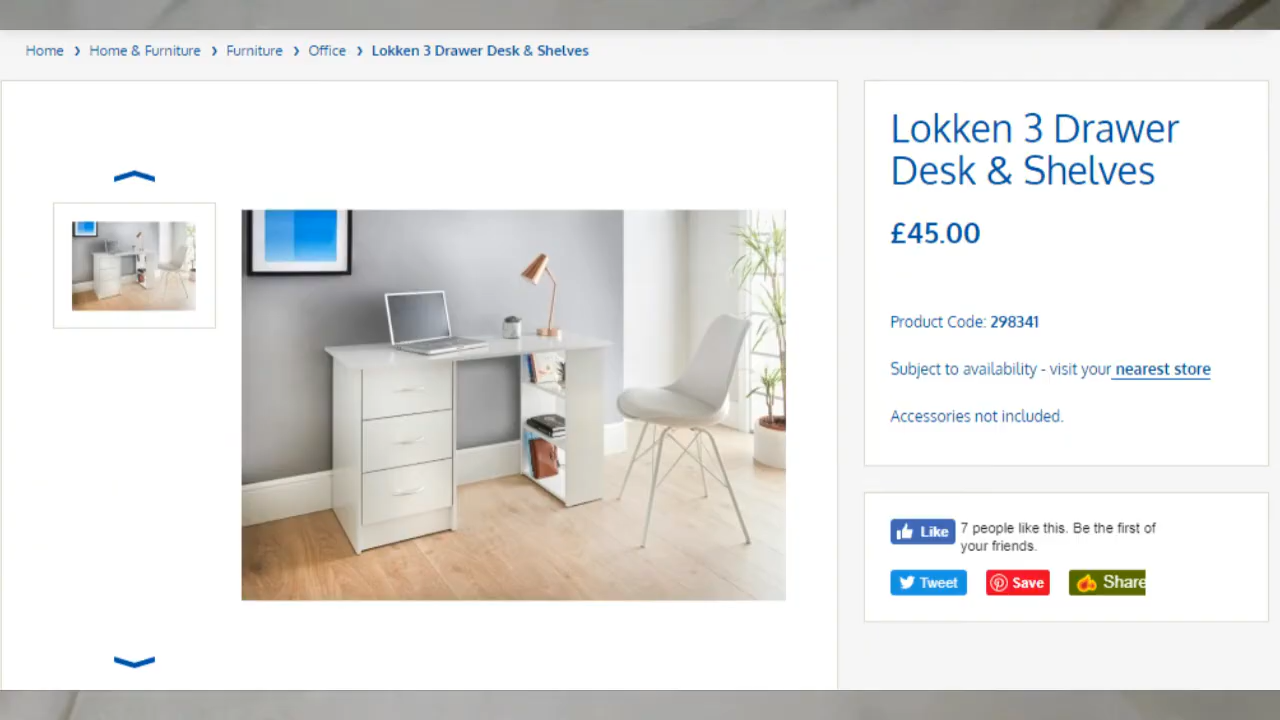 Home › Home & Furniture › Furniture › Office › Lokken 3 Drawer Desk & Shelves
Lokken 3 Drawer
Desk & Shelves
£45.00
Product Code: 298341
Subject to availability - visit your nearest store
Accessories not included.
Like 7 people like this. Be the first of
your friends.
Tweet Save Share